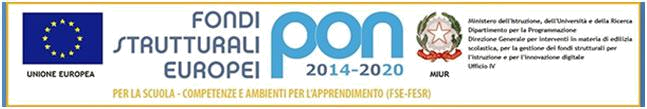 UNIONE EUROPEA
FONDI
STRUTTURALI
EUROPEI
pon
2014-2020
MIUR
Ministero dell'Istruzione, dell'Università e della Ricerca
Dipartimento per la Programmazione
Direzione Generale per interventi in materia di edilizia
scolastica, per la gestione dei fondi strutturali per
l'istruzione e per l'innovazione digitale
Ufficio IV
PER LA SCUOLA - COMPETENZE E AMBIENTI PER L'APPRENDIMENTO (FSE-FESR)